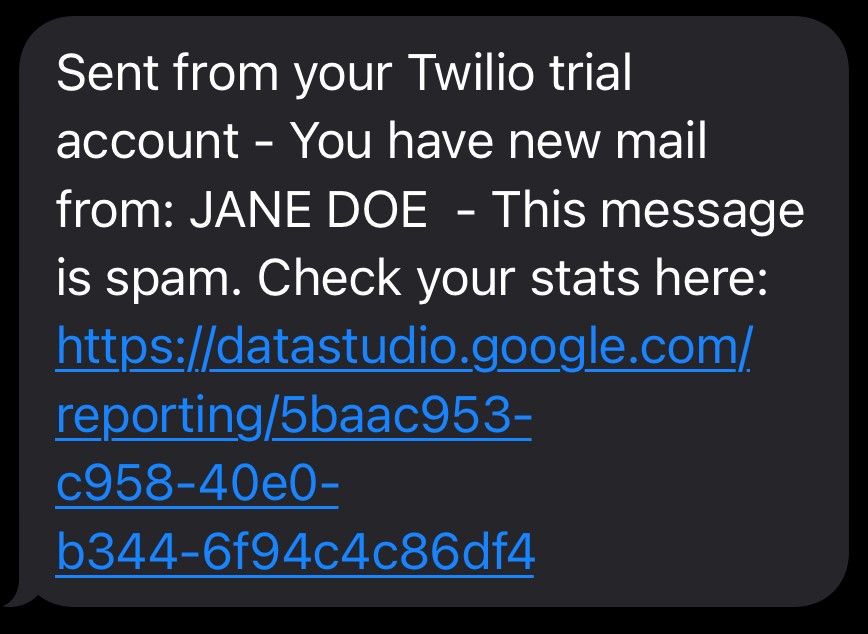 Sent from your Twilio trial
account - You have new mail
from: JANE DOE  - This message
is spam. Check your stats here:
https://datastudio.google.com/
reporting/5baac953-
c958-40e0-
b344-6f94c4c86df4